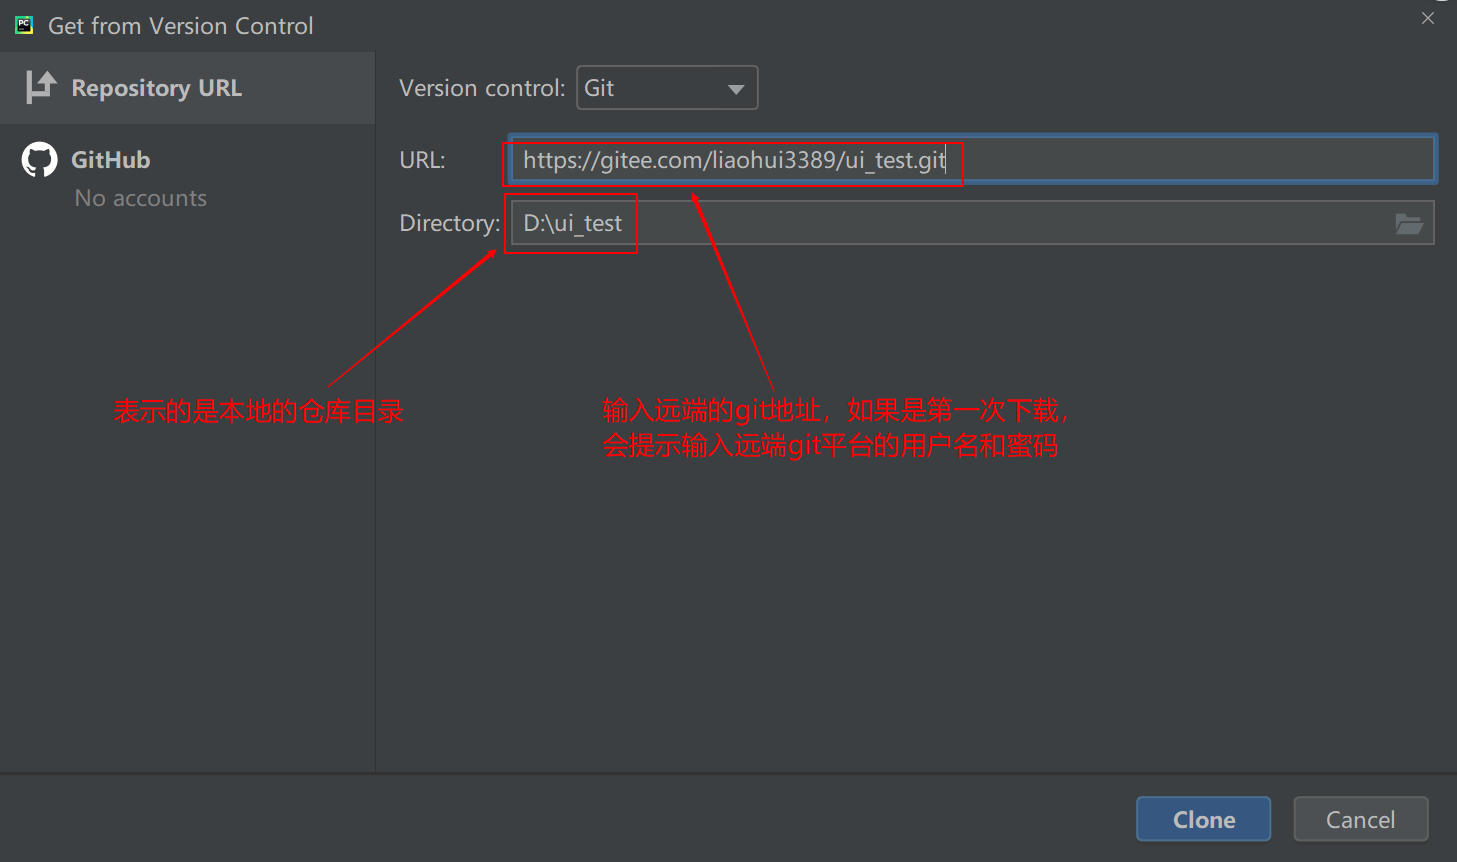 Get from Version Control
Repository URL
GitHub
No accounts
Version control: Git
URL: https://gitee.com/liaohui3389/ui_test.git
Directory: D:\ui_test
表示的是本地的仓库目录
输入远端的git地址，如果是第一次下载，
会提示输入远端git平台的用户名和蜜码
Clone
Cancel